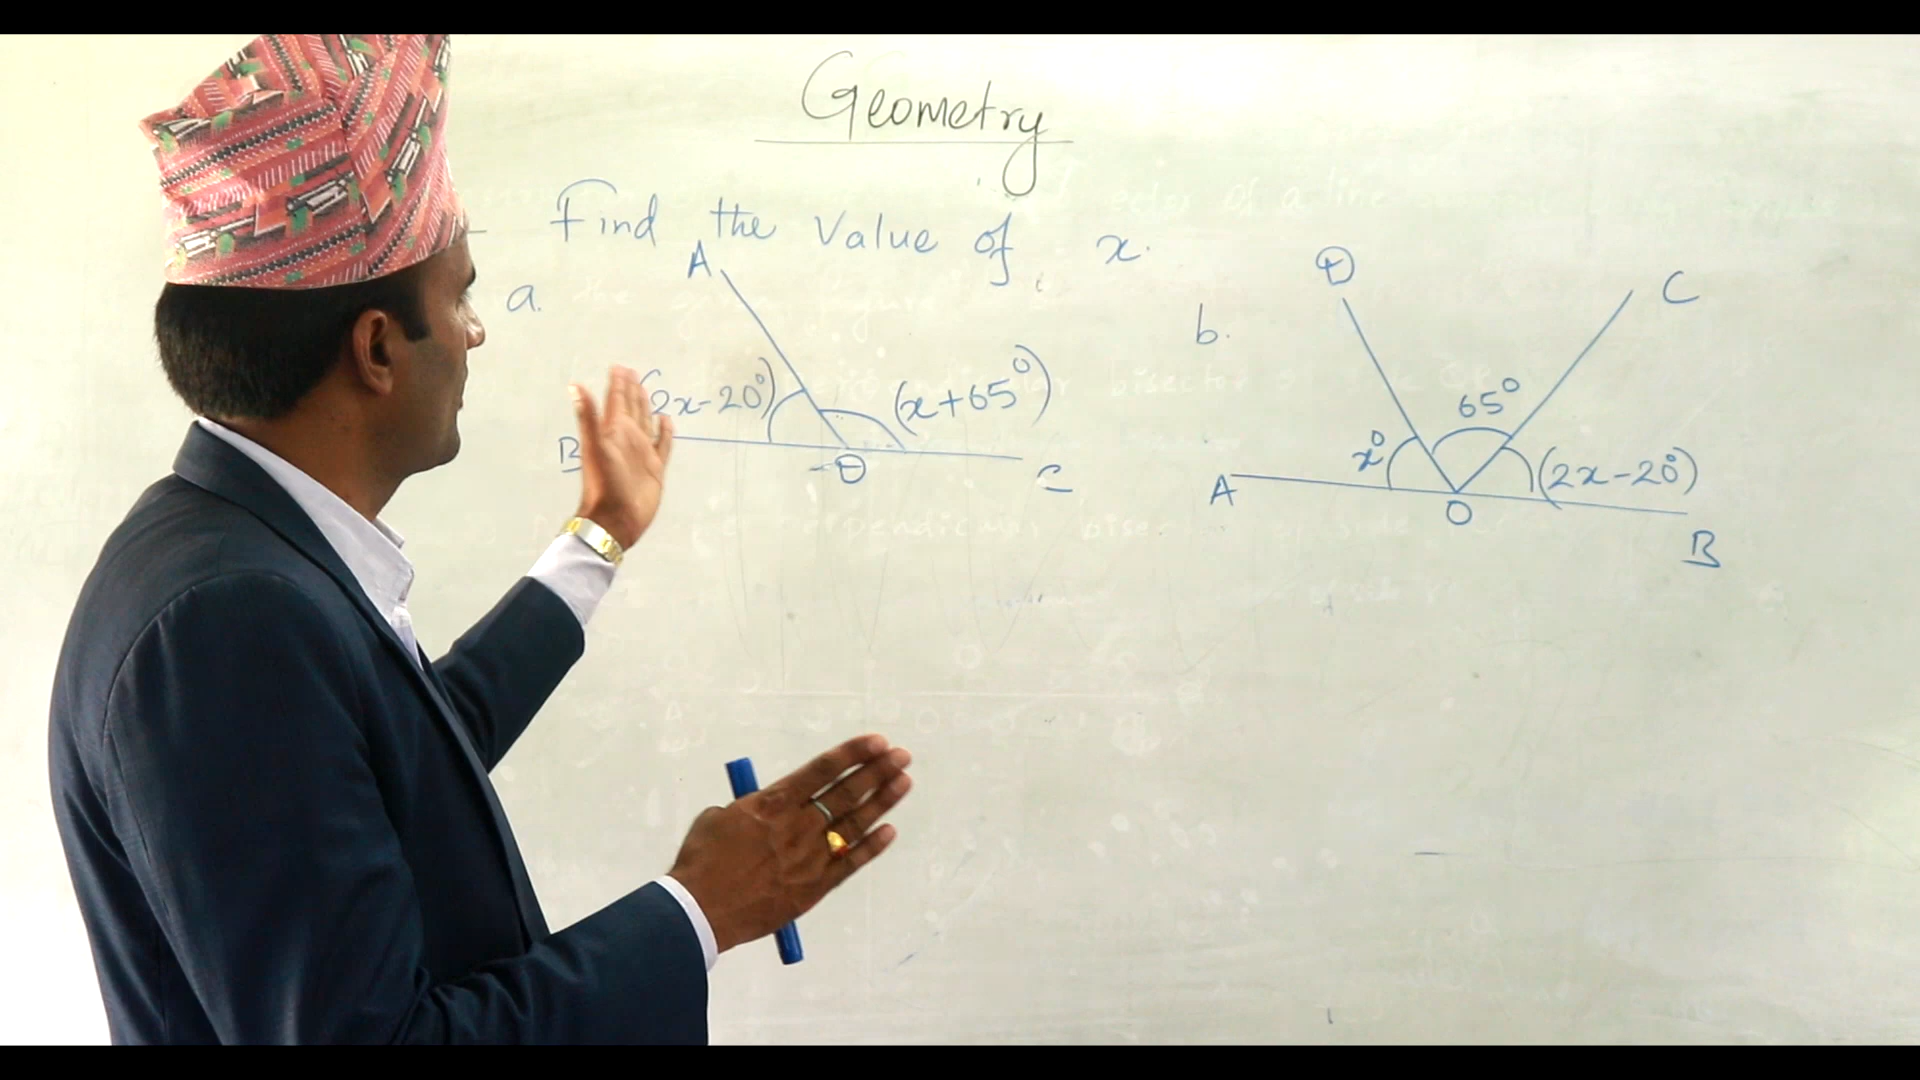 Geometry
Find the value of x.
a.
A
(2x-20°)
(x+65°)
B
O
C
b.
D
C
65°
x°
(2x-20°)
A
O
B